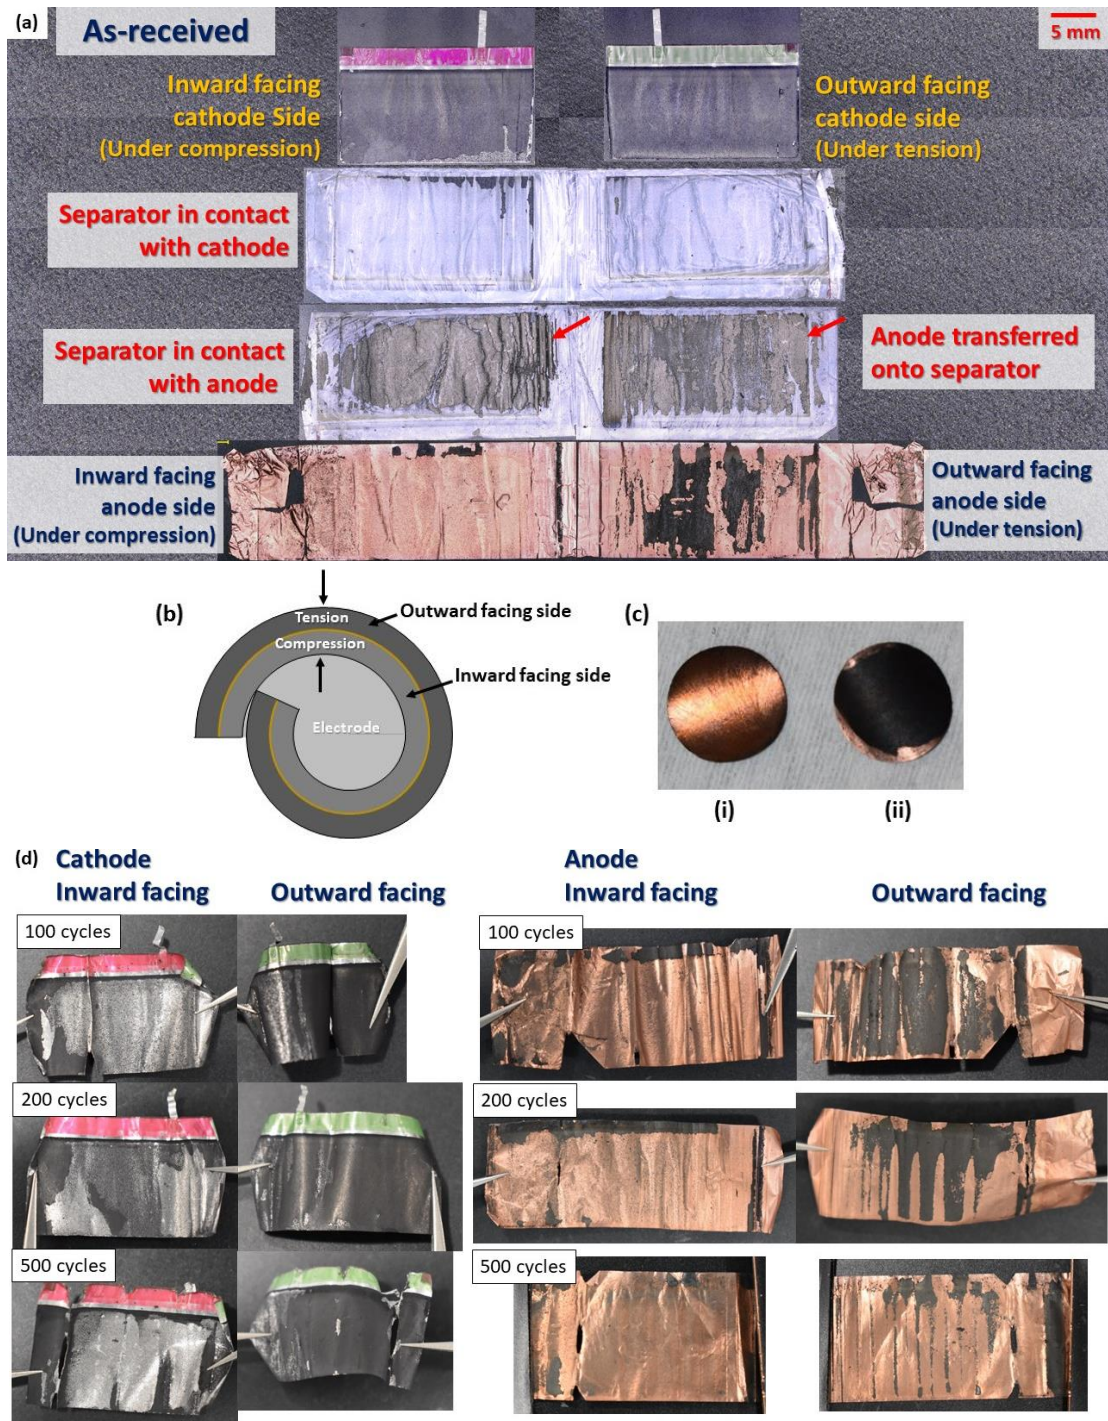 (a)
As-received
5 mm
Inward facing
cathode Side
(Under compression)
Outward facing
cathode side
(Under tension)
Separator in contact
with cathode
Separator in contact
with anode
Anode transferred
onto separator
Inward facing
anode side
(Under compression)
Outward facing
anode side
(Under tension)
(b)
Tension
Compression
Electrode
Outward facing side
Inward facing side
(c)
(i)
(ii)
(d)
Cathode
Inward facing
Outward facing
Anode
Inward facing
Outward facing
100 cycles
100 cycles
200 cycles
200 cycles
500 cycles
500 cycles